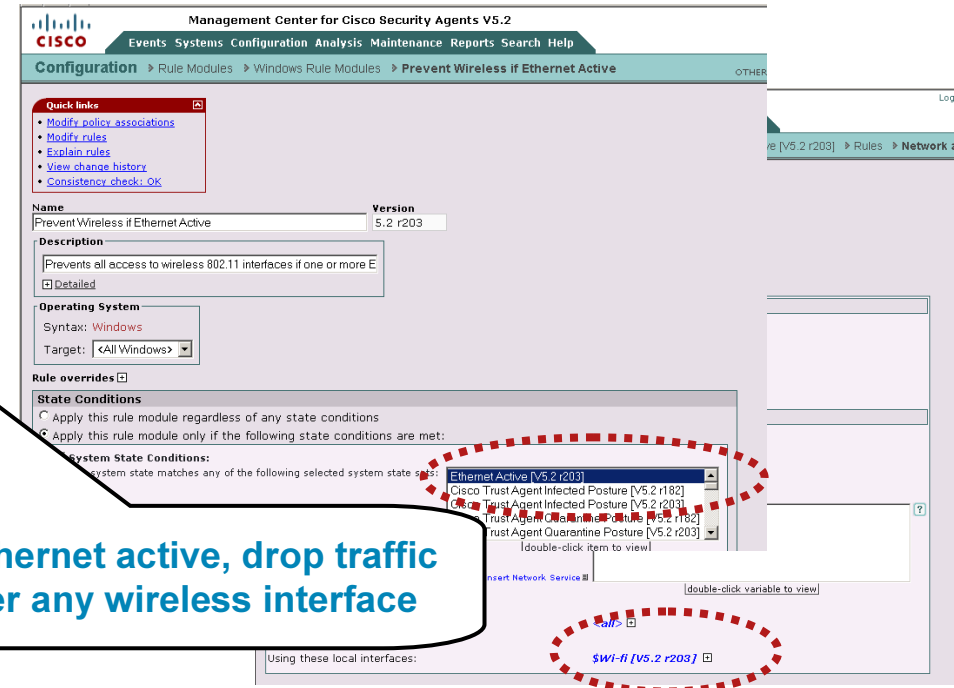 Management Center for Cisco Security Agents V5.2
CISCO
Events Systems Configuration Analysis Maintenance Reports Search Help
Configuration > Rule Modules > Windows Rule Modules > Prevent Wireless if Ethernet Active
OTHER
Log
[V5.2 r203] > Rules > Network a
Quick links
Modify policy associations
Modify rules
Explain rules
View change history
Consistency check: OK
Name
Version
Prevent Wireless if Ethernet Active
5.2 r203
Description
Prevents all access to wireless 802.11 interfaces if one or more E
+ Detailed
Operating System
Syntax: Windows
Target: <All Windows>
Rule overrides +
State Conditions
Apply this rule module regardless of any state conditions
Apply this rule module only if the following state conditions are met:
System State Conditions:
system state matches any of the following selected system state sets:
Ethernet Active [V5.2 r203]
Cisco Trust Agent Infected Posture [V5.2 r182]
Cisco Trust Agent Infected Posture [V5.2 r203]
Trust Agent Quarantine Posture [V5.2 r182]
Trust Agent Quarantine Posture [V5.2 r203]
[double-click item to view]
?
nsert Network Service
[double-click variable to view]
hernet active, drop traffic
er any wireless interface
<all> +
Using these local interfaces:
$Wi-fi [V5.2 r203] +